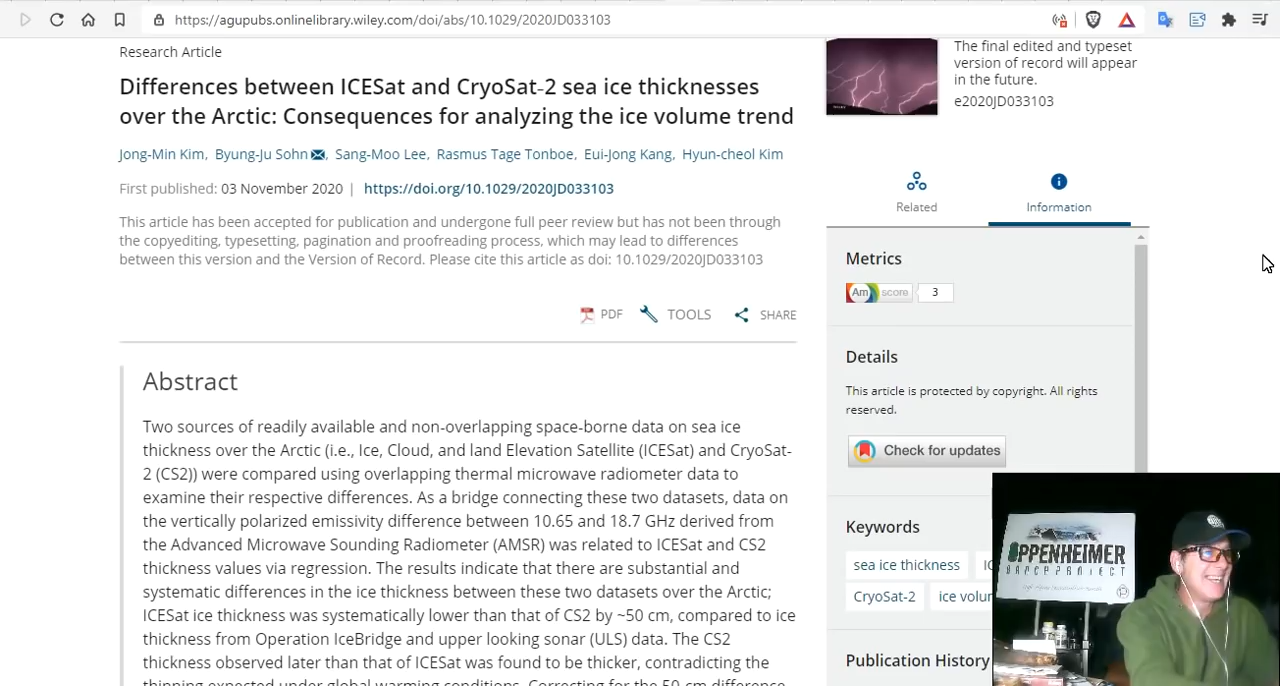 https://agupubs.onlinelibrary.wiley.com/doi/abs/10.1029/2020JD033103
Research Article
Differences between ICESat and CryoSat-2 sea ice thicknesses
over the Arctic: Consequences for analyzing the ice volume trend
Jong-Min Kim, Byung-Ju Sohn, Sang-Moo Lee, Rasmus Tage Tonboe, Eui-Jong Kang, Hyun-cheol Kim
First published: 03 November 2020 | https://doi.org/10.1029/2020JD033103
This article has been accepted for publication and undergone full peer review but has not been through
the copyediting, typesetting, pagination and proofreading process, which may lead to differences
between this version and the Version of Record. Please cite this article as doi: 10.1029/2020JD033103
PDF TOOLS SHARE
Abstract
Two sources of readily available and non-overlapping space-borne data on sea ice
thickness over the Arctic (i.e., Ice, Cloud, and land Elevation Satellite (ICESat) and CryoSat-
2 (CS2)) were compared using overlapping thermal microwave radiometer data to
examine their respective differences. As a bridge connecting these two datasets, data on
the vertically polarized emissivity difference between 10.65 and 18.7 GHz derived from
the Advanced Microwave Sounding Radiometer (AMSR) was related to ICESat and CS2
thickness values via regression. The results indicate that there are substantial and
systematic differences in the ice thickness between these two datasets over the Arctic;
ICESat ice thickness was systematically lower than that of CS2 by ~50 cm, compared to ice
thickness from Operation IceBridge and upper looking sonar (ULS) data. The CS2
thickness observed later than that of ICESat was found to be thicker, contradicting the
thinning expected under global warming conditions. Correcting for the 50-cm difference
The final edited and typeset
version of record will appear
in the future.
e2020JD033103
Related
Information
Metrics
Am score 3
Details
This article is protected by copyright. All rights
reserved.
Check for updates
Keywords
sea ice thickness
CryoSat-2 ice volu
Publication History
OPPENHEIMER
RANCH PROJECT